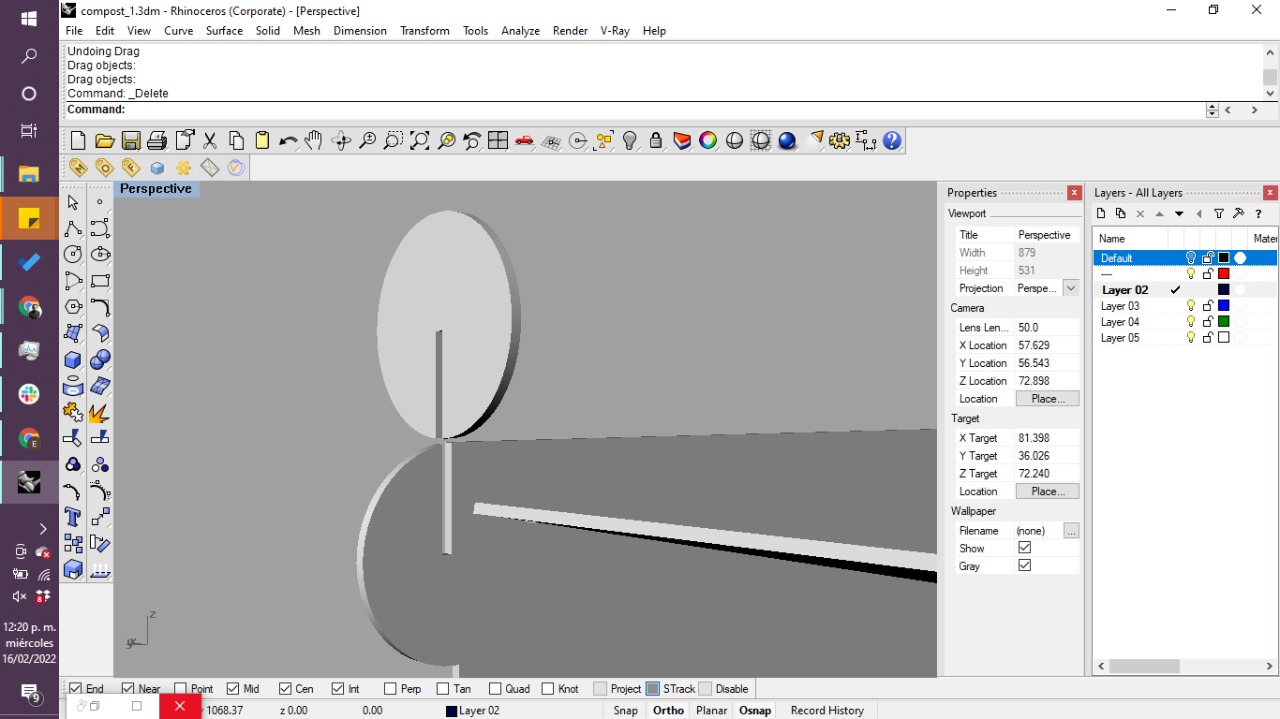 compost_1.3dm - Rhinoceros (Corporate) - [Perspective]
File Edit View Curve Surface Solid Mesh Dimension Transform Tools Analyze Render V-Ray Help
Undoing Drag
Drag objects:
Drag objects:
Command: _Delete
Command:
Perspective
Properties
Viewport
Title Perspective
Width 879
Height 531
Projection Perspe...
Camera
Lens Len... 50.0
X Location 57.629
Y Location 56.543
Z Location 72.898
Location Place...
Target
X Target 81.398
Y Target 36.026
Z Target 72.240
Location Place...
Wallpaper
Filename (none) ...
Show
Gray
Layers - All Layers
Name Mater
Default
Layer 02
Layer 03
Layer 04
Layer 05
z
12:20 p. m.
miércoles
16/02/2022
9
End Near Point Mid Cen Int Perp Tan Quad Knot Project STrack Disable
1068.37 z 0.00 0.00 Layer 02 Snap Ortho Planar Osnap Record History